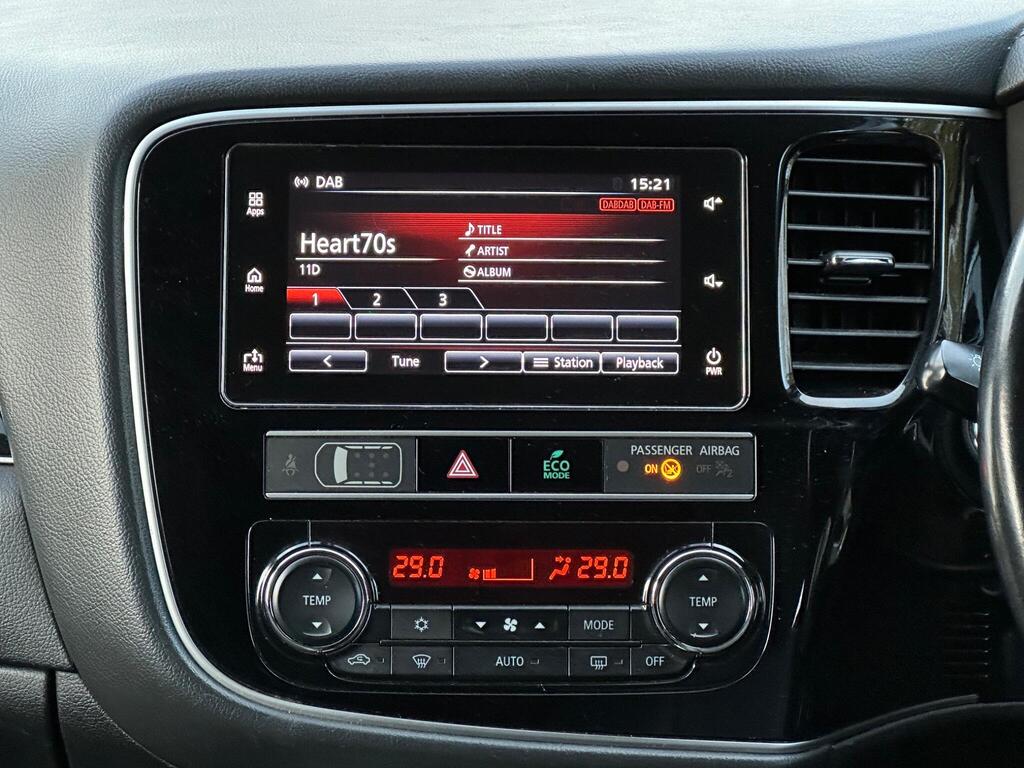 DAB 15:21
DABDAB DAB-FM
Apps
TITLE
Heart70s
ARTIST
11D
ALBUM
Home
1 2 3
Menu
< Tune > Station Playback
PWR
PASSENGER AIRBAG
ECO
MODE
ON OFF
29.0 29.0
TEMP
TEMP
MODE
AUTO
OFF